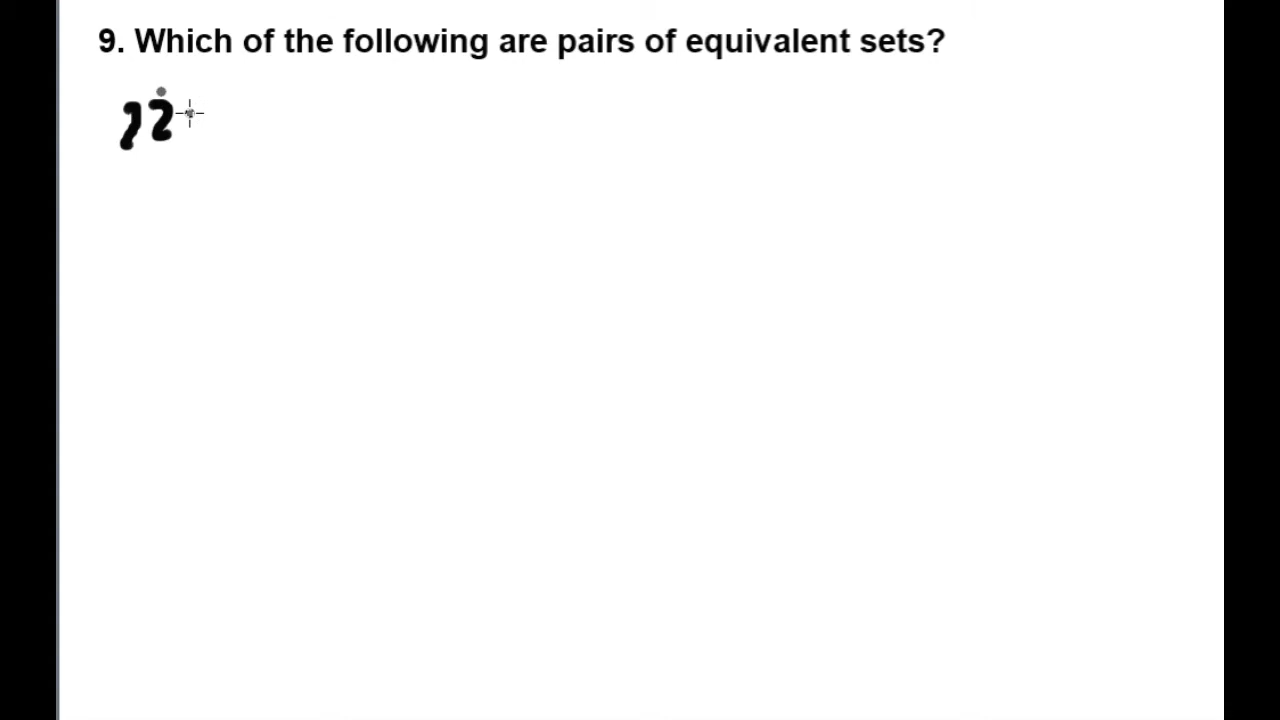 9. Which of the following are pairs of equivalent sets?